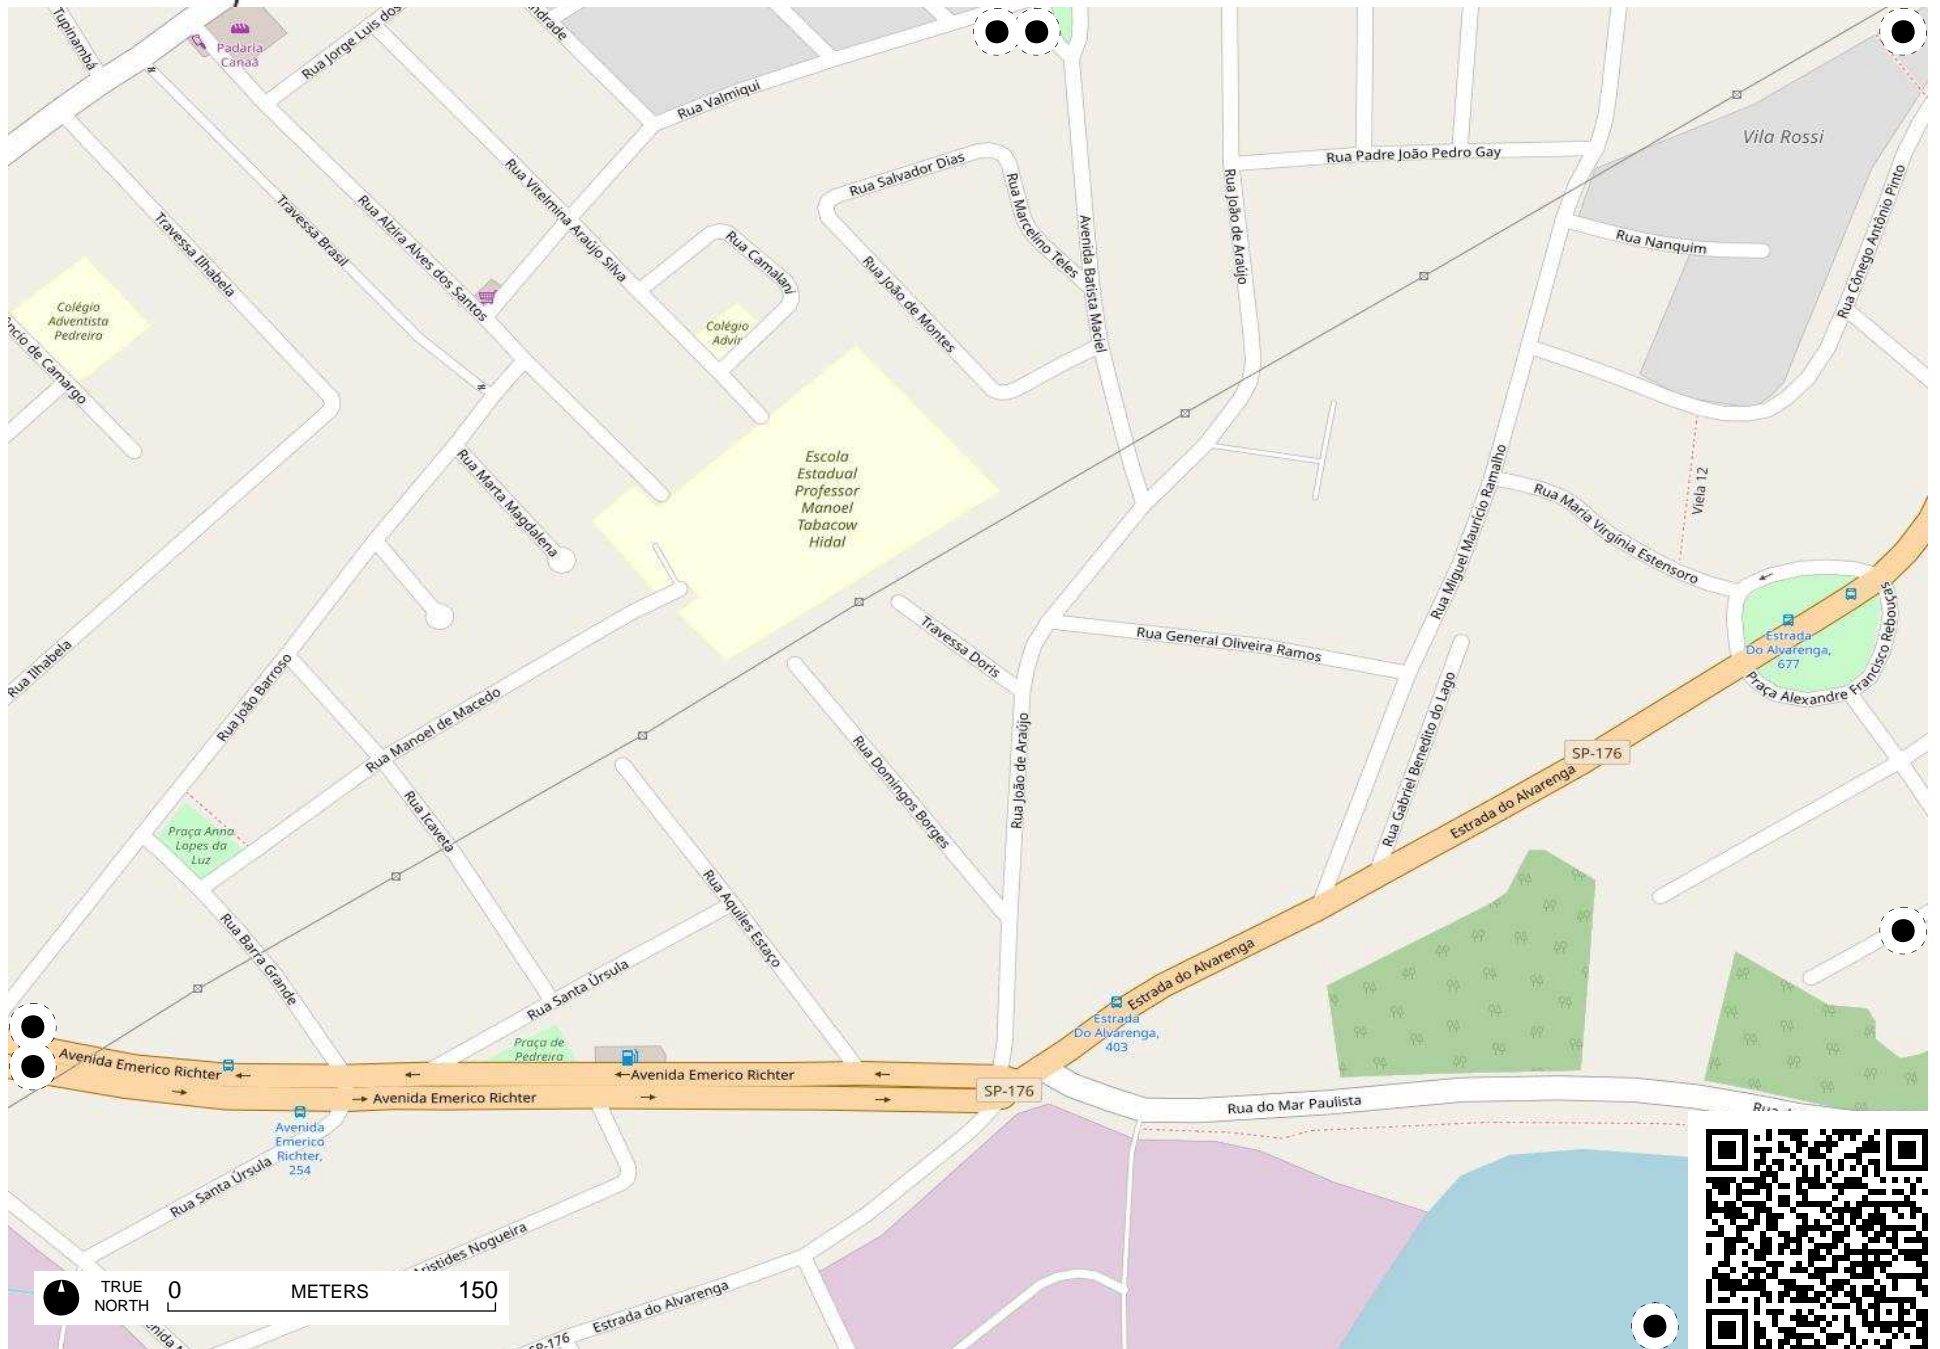 Tupinambá
Padaria
Canaã
Rua Jorge Luis dos
Rua Valmiqui
Vila Rossi
Rua Padre João Pedro Gay
Rua Salvador Dias
Rua Marcelino Teles
Avenida Batista Maciel
Rua João de Araújo
Rua Nanquim
Rua Cônego Antônio Pinto
Travessa Ilhabela
Travessa Brasil
Rua Alzira Alves dos Santos
Rua Vitelmina Araújo Silva
Rua Camalani
Rua João de Montes
Colégio
Adventista
Pedreira
Colégio
de Camargo
Escola
Estadual
Professor
Manoel
Tabacow
Hidal
Rua Marta Magdalena
Rua Miguel Maurício Ramalho
Rua Maria Virgínia Estensoro
Viela 12
Estrada
Do Alvarenga,
677
Praça Alexandre Francisco Rebouças
Rua Ilhabela
Rua João Barroso
Rua Manoel de Macedo
Travessa Doris
Rua General Oliveira Ramos
Rua Gabriel Benedito do Lago
SP-176
Estrada do Alvarenga
Rua Domingos Borges
Rua João de Araújo
Rua Icaveta
Praça Anna
Lopes da
Luz
Rua Aquiles Estaço
Rua Barra Grande
Rua Santa Úrsula
Estrada do Alvarenga
Estrada
Do Alvarenga,
403
Praça de
Pedreira
Avenida Emerico Richter
Avenida Emerico Richter
Avenida Emerico Richter
SP-176
Rua do Mar Paulista
Avenida
Emerico
Richter,
254
Rua Santa Úrsula
Aristides Nogueira
Estrada do Alvarenga
SP-176
TRUE
NORTH
0 METERS 150